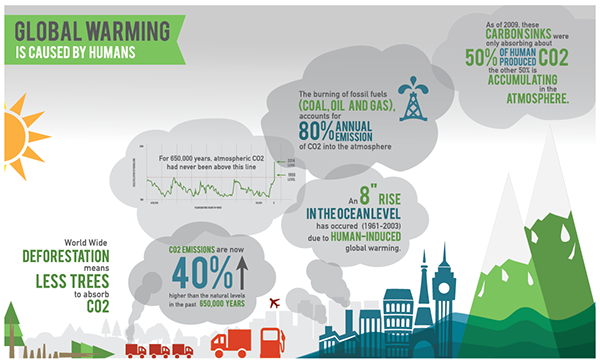 GLOBAL WARMING
IS CAUSED BY HUMANS
As of 2009, these
CARBON SINKS were
only absorbing about
50% OF HUMAN PRODUCED CO2
the other 50% is
ACCUMULATING
in the
ATMOSPHERE.
The burning of fossil fuels
(COAL, OIL AND GAS),
accounts for
80% ANNUAL EMISSION
of CO2 into the atmosphere
For 650,000 years, atmospheric CO2
had never been above this line
An 8" RISE
IN THE OCEAN LEVEL
has occured (1961-2003)
due to HUMAN-INDUCED
global warming.
World Wide
DEFORESTATION
means
LESS TREES
to absorb
CO2
CO2 EMISSIONS are now
40%
higher than the natural levels
in the past 650,000 YEARS